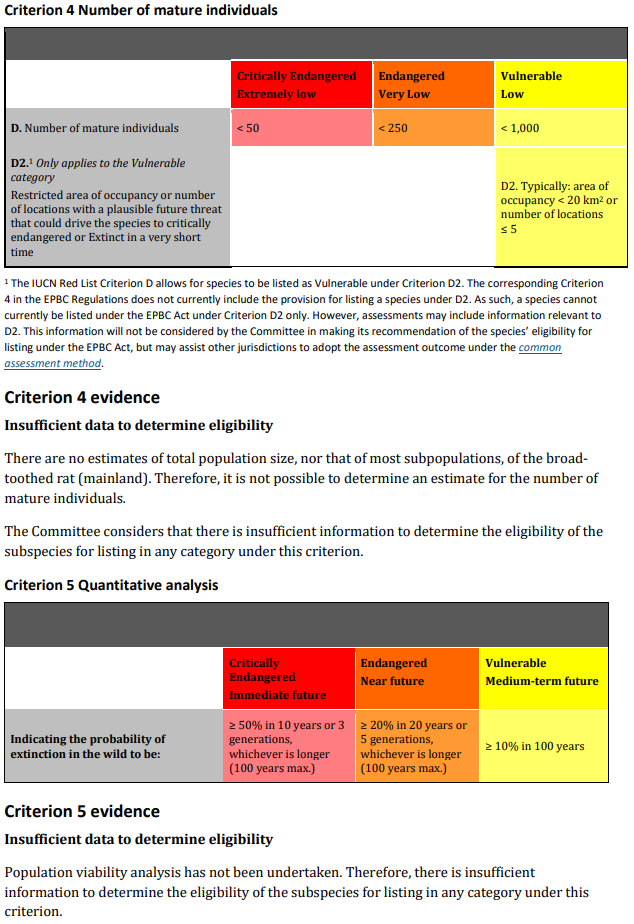 Criterion 4 Number of mature individuals
Critically Endangered
Extremely low
Endangered
Very Low
Vulnerable
Low
D. Number of mature individuals
< 50
< 250
< 1,000
D2.¹ Only applies to the Vulnerable
category
Restricted area of occupancy or number
of locations with a plausible future threat
that could drive the species to critically
endangered or Extinct in a very short
time
D2. Typically: area of
occupancy < 20 km² or
number of locations
≤ 5
¹ The IUCN Red List Criterion D allows for species to be listed as Vulnerable under Criterion D2. The corresponding Criterion
4 in the EPBC Regulations does not currently include the provision for listing a species under D2. As such, a species cannot
currently be listed under the EPBC Act under Criterion D2 only. However, assessments may include information relevant to
D2. This information will not be considered by the Committee in making its recommendation of the species’ eligibility for
listing under the EPBC Act, but may assist other jurisdictions to adopt the assessment outcome under the common
assessment method.
Criterion 4 evidence
Insufficient data to determine eligibility
There are no estimates of total population size, nor that of most subpopulations, of the broad-
toothed rat (mainland). Therefore, it is not possible to determine an estimate for the number of
mature individuals.
The Committee considers that there is insufficient information to determine the eligibility of the
subspecies for listing in any category under this criterion.
Criterion 5 Quantitative analysis
Critically
Endangered
Immediate future
Endangered
Near future
Vulnerable
Medium-term future
Indicating the probability of
extinction in the wild to be:
≥ 50% in 10 years or 3
generations,
whichever is longer
(100 years max.)
≥ 20% in 20 years or
5 generations,
whichever is longer
(100 years max.)
≥ 10% in 100 years
Criterion 5 evidence
Insufficient data to determine eligibility
Population viability analysis has not been undertaken. Therefore, there is insufficient
information to determine the eligibility of the subspecies for listing in any category under this
criterion.